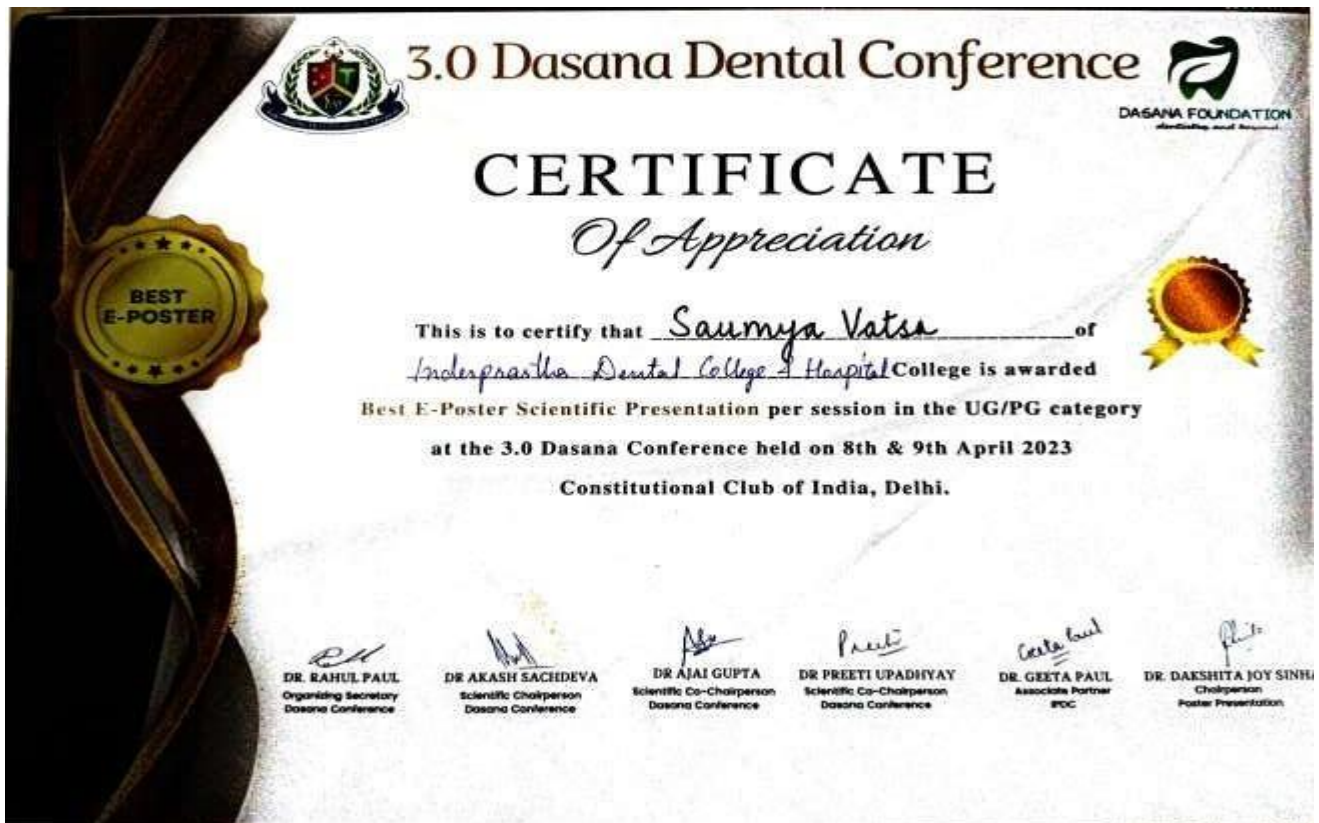 3.0 Dasana Dental Conference
DASANA FOUNDATION
CERTIFICATE
Of Appreciation
BEST
E-POSTER
This is to certify that Saumya Vatsa of
Inderprastha Dental College & Hospital College is awarded
Best E-Poster Scientific Presentation per session in the UG/PG category
at the 3.0 Dasana Conference held on 8th & 9th April 2023
Constitutional Club of India, Delhi.
Preeti
Geeta Paul
DR. RAHUL PAUL
Organizing Secretary
Dasana Conference
DR AKASH SACHDEVA
Scientific Chairperson
Dasana Conference
DR AJAI GUPTA
Scientific Co-Chairperson
Dasana Conference
DR PREETI UPADHYAY
Scientific Co-Chairperson
Dasana Conference
DR. GEETA PAUL
Associate Partner
IPDC
DR. DAKSHITA JOY SINHA
Chairperson
Poster Presentation